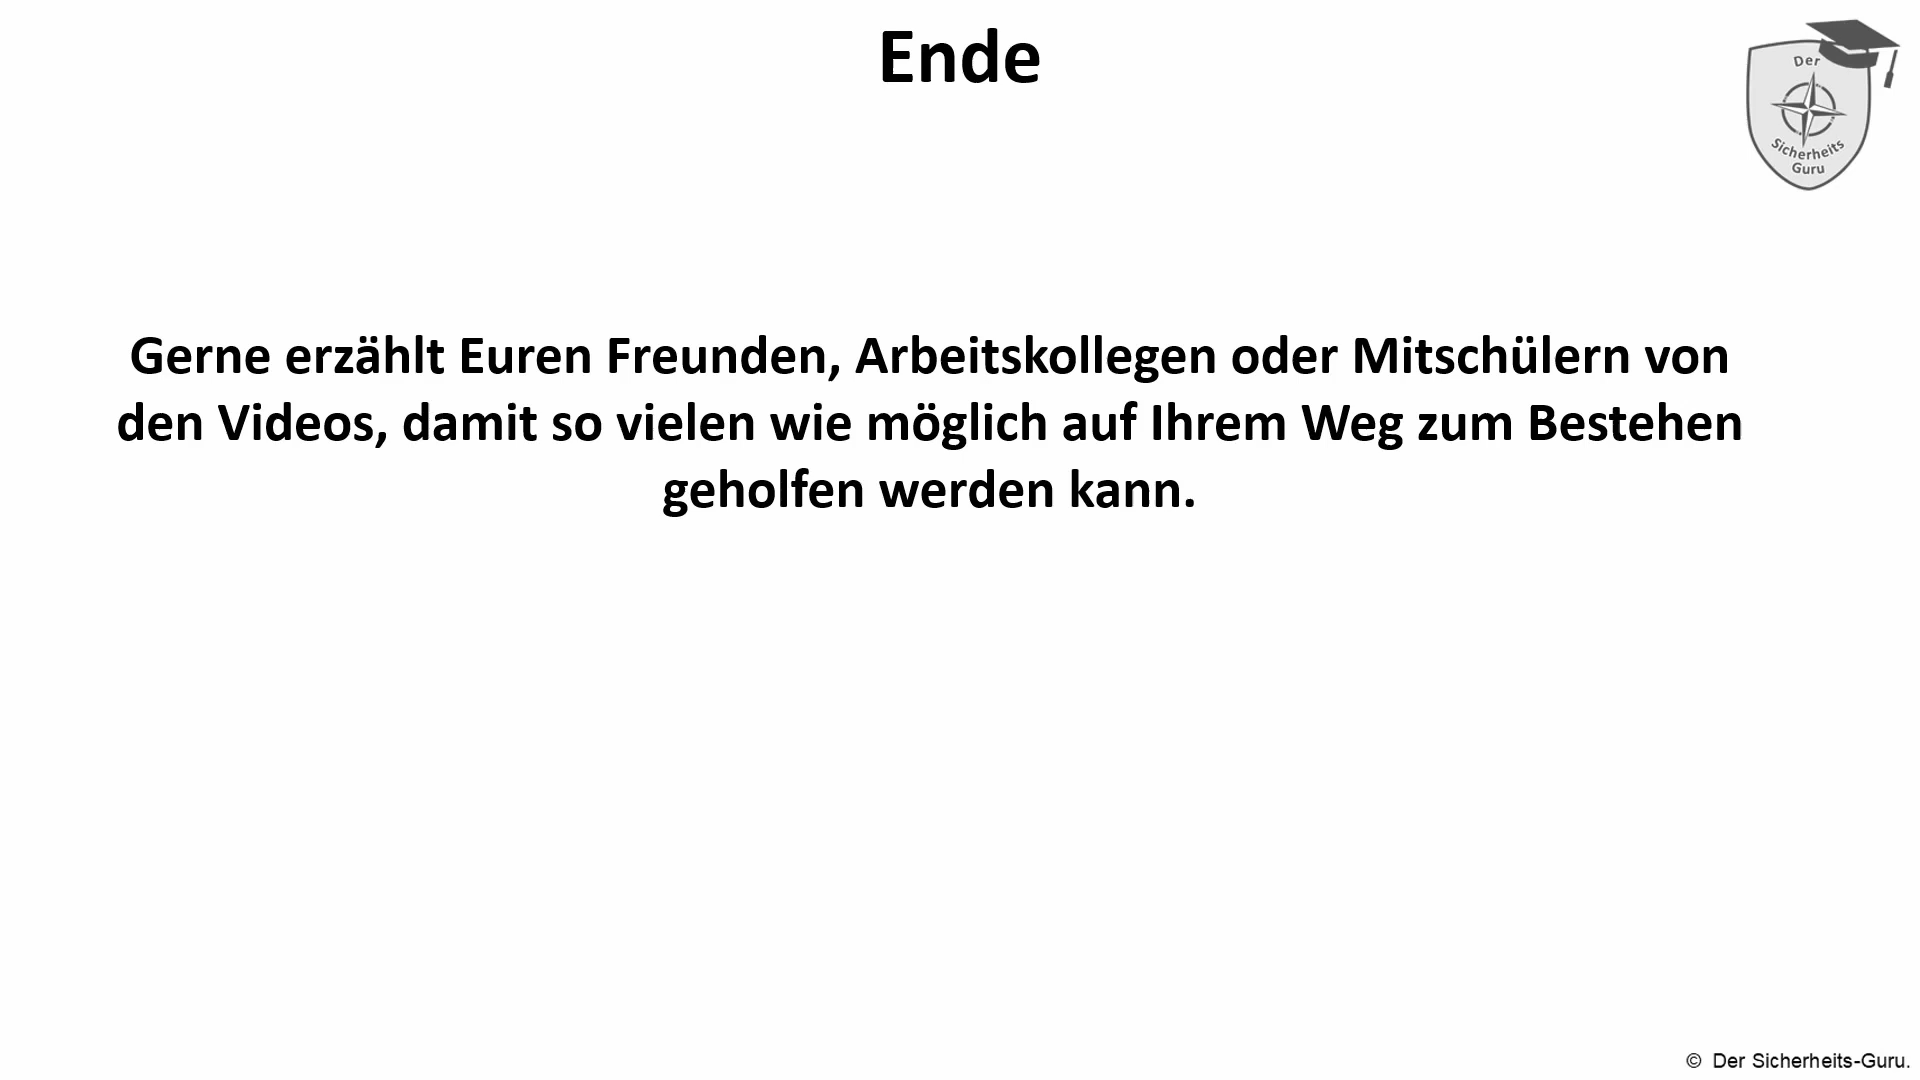 Ende
Der
Sicherheits
Guru
Gerne erzählt Euren Freunden, Arbeitskollegen oder Mitschülern von
den Videos, damit so vielen wie möglich auf Ihrem Weg zum Bestehen
geholfen werden kann.
© Der Sicherheits-Guru.